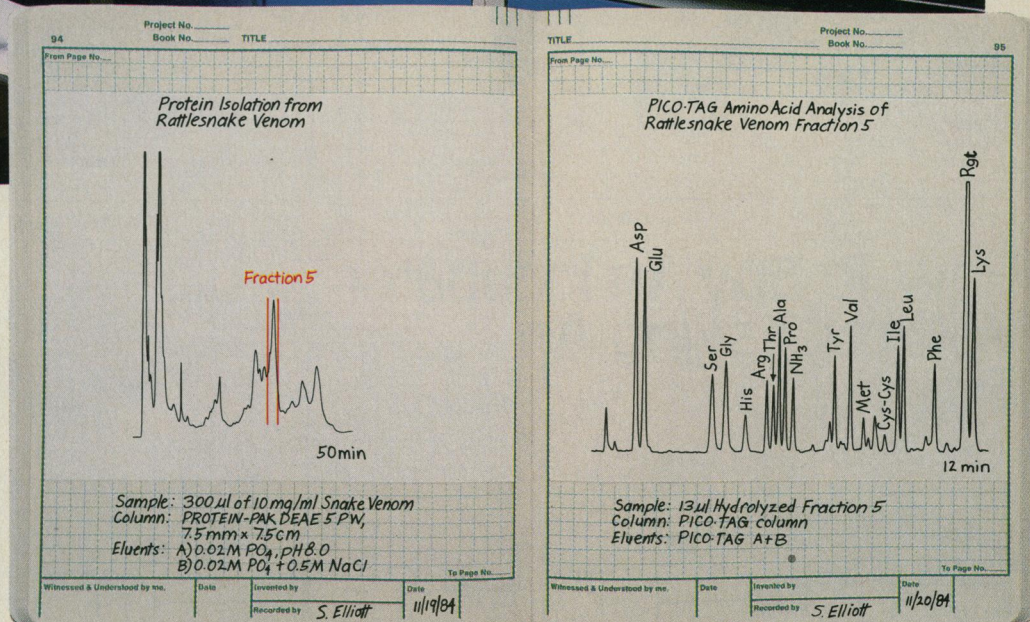 94
Project No.
Book No.
TITLE
From Page No.
Protein Isolation from
Rattlesnake Venom
Fraction 5
50min
Sample: 300 µl of 10 mg/ml Snake Venom
Column: PROTEIN-PAK DEAE 5 PW,
7.5mm x 7.5cm
Eluents: A) 0.02M PO4, pH 8.0
B) 0.02M PO4 + 0.5M NaCl
To Page No.
Witnessed & Understood by me,
Date
Invented by
Recorded by
S. Elliott
Date
11/19/84
TITLE
Project No.
Book No.
95
From Page No.
PICO·TAG Amino Acid Analysis of
Rattlesnake Venom Fraction 5
Asp
Glu
Ser
Gly
His
Arg
Thr
Ala
Pro
NH3
Tyr
Val
Met
Cys-Cys
Ile
Leu
Phe
Rgt
Lys
12 min
Sample: 13µl Hydrolyzed Fraction 5
Column: PICO·TAG column
Eluents: PICO·TAG A+B
To Page No.
Witnessed & Understood by me,
Date
Invented by
Recorded by
S. Elliott
Date
11/20/84